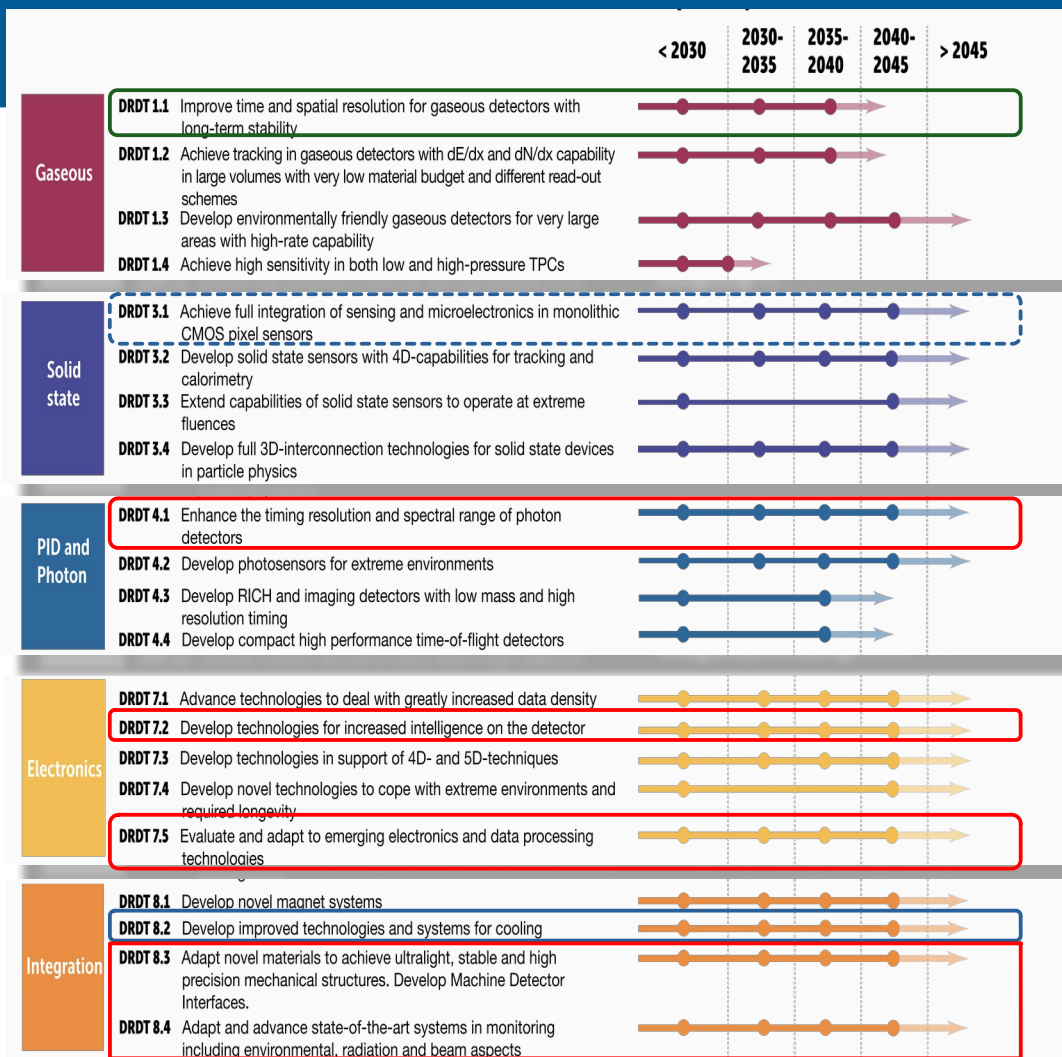 < 2030
2030-
2035
2035-
2040
2040-
2045
> 2045
Gaseous
DRDT 1.1 Improve time and spatial resolution for gaseous detectors with
long-term stability
DRDT 1.2 Achieve tracking in gaseous detectors with dE/dx and dN/dx capability
in large volumes with very low material budget and different read-out
schemes
DRDT 1.3 Develop environmentally friendly gaseous detectors for very large
areas with high-rate capability
DRDT 1.4 Achieve high sensitivity in both low and high-pressure TPCs
Solid
state
DRDT 3.1 Achieve full integration of sensing and microelectronics in monolithic
CMOS pixel sensors
DRDT 3.2 Develop solid state sensors with 4D-capabilities for tracking and
calorimetry
DRDT 3.3 Extend capabilities of solid state sensors to operate at extreme
fluences
DRDT 3.4 Develop full 3D-interconnection technologies for solid state devices
in particle physics
PID and
Photon
DRDT 4.1 Enhance the timing resolution and spectral range of photon
detectors
DRDT 4.2 Develop photosensors for extreme environments
DRDT 4.3 Develop RICH and imaging detectors with low mass and high
resolution timing
DRDT 4.4 Develop compact high performance time-of-flight detectors
Electronics
DRDT 7.1 Advance technologies to deal with greatly increased data density
DRDT 7.2 Develop technologies for increased intelligence on the detector
DRDT 7.3 Develop technologies in support of 4D- and 5D-techniques
DRDT 7.4 Develop novel technologies to cope with extreme environments and
required longevity
DRDT 7.5 Evaluate and adapt to emerging electronics and data processing
technologies
Integration
DRDT 8.1 Develop novel magnet systems
DRDT 8.2 Develop improved technologies and systems for cooling
DRDT 8.3 Adapt novel materials to achieve ultralight, stable and high
precision mechanical structures. Develop Machine Detector
Interfaces.
DRDT 8.4 Adapt and advance state-of-the-art systems in monitoring
including environmental, radiation and beam aspects